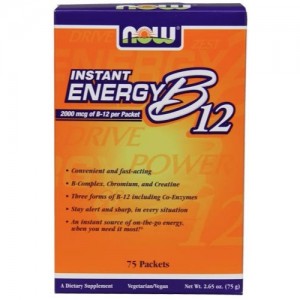 NOW
INSTANT
ENERGY B
2000 mcg of B-12 per Packet
12
DRIVE
POWER
• Convenient and fast-acting
• B-Complex, Chromium, and Creatine
• Three forms of B-12 including Co-Enzymes
• Stay alert and sharp, in every situation
• An instant source of on-the-go energy,
when you need it most!
75 Packets
A Dietary Supplement Vegetarian/Vegan Net Wt. 2.65 oz. (75 g)